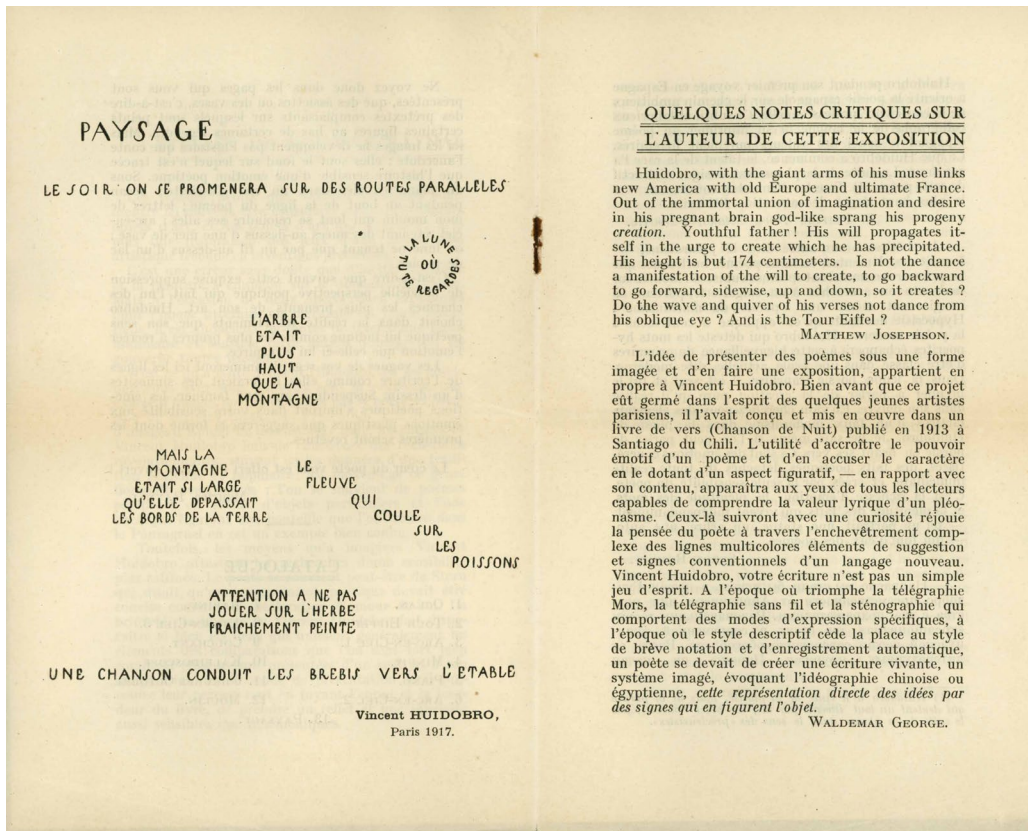 PAYSAGE
LE SOIR ON SE PROMENERA SUR DES ROUTES PARALLELES
LA LUNE
OÙ
TU TE REGARDES
L'ARBRE
ETAIT
PLUS
HAUT
QUE LA
MONTAGNE
MAIS LA
MONTAGNE
ETAIT SI LARGE
QU'ELLE DEPASSAIT
LES BORDS DE LA TERRE
LE
FLEUVE
QUI
COULE
SUR
LES
POISSONS
ATTENTION A NE PAS
JOUER SUR L'HERBE
FRAICHEMENT PEINTE
UNE CHANSON CONDUIT LES BREBIS VERS L'ETABLE
Vincent HUIDOBRO,
Paris 1917.
QUELQUES NOTES CRITIQUES SUR
L'AUTEUR DE CETTE EXPOSITION
Huidobro, with the giant arms of his muse links
new America with old Europe and ultimate France.
Out of the immortal union of imagination and desire
in his pregnant brain god-like sprang his progeny
creation. Youthful father ! His will propagates it-
self in the urge to create which he has precipitated.
His height is but 174 centimeters. Is not the dance
a manifestation of the will to create, to go backward
to go forward, sidewise, up and down, so it creates ?
Do the wave and quiver of his verses not dance from
his oblique eye ? And is the Tour Eiffel ?
MATTHEW JOSEPHSON.
L'idée de présenter des poèmes sous une forme
imagée et d'en faire une exposition, appartient en
propre à Vincent Huidobro. Bien avant que ce projet
eût germé dans l'esprit des quelques jeunes artistes
parisiens, il l'avait conçu et mis en œuvre dans un
livre de vers (Chanson de Nuit) publié en 1913 à
Santiago du Chili. L'utilité d'accroître le pouvoir
émotif d'un poème et d'en accuser le caractère
en le dotant d'un aspect figuratif, — en rapport avec
son contenu, apparaîtra aux yeux de tous les lecteurs
capables de comprendre la valeur lyrique d'un pléo-
nasme. Ceux-là suivront avec une curiosité réjouie
la pensée du poète à travers l'enchevêtrement comp-
lexe des lignes multicolores éléments de suggestion
et signes conventionnels d'un langage nouveau.
Vincent Huidobro, votre écriture n'est pas un simple
jeu d'esprit. A l'époque où triomphe la télégraphie
Mors, la télégraphie sans fil et la sténographie qui
comportent des modes d'expression spécifiques, à
l'époque où le style descriptif cède la place au style
de brève notation et d'enregistrement automatique,
un poète se devait de créer une écriture vivante, un
système imagé, évoquant l'idéographie chinoise ou
égyptienne, cette représentation directe des idées par
des signes qui en figurent l'objet.
WALDEMAR GEORGE.